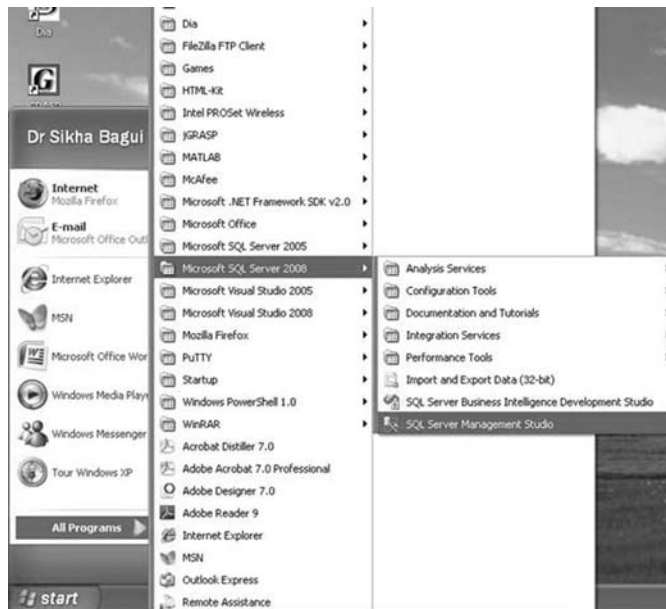 Dia
Dr Sikha Bagui
Internet
Mozilla Firefox
E-mail
Microsoft Office Outl
Internet Explorer
MSN
Microsoft Office Wor
Windows Media Playe
Windows Messenger
Tour Windows XP
All Programs
start
Dia
FileZilla FTP Client
Games
HTML-Kit
Intel PROSet Wireless
jGRASP
MATLAB
McAfee
Microsoft .NET Framework SDK v2.0
Microsoft Office
Microsoft SQL Server 2005
Microsoft SQL Server 2008
Microsoft Visual Studio 2005
Microsoft Visual Studio 2008
Mozilla Firefox
PuTTY
Startup
Windows PowerShell 1.0
WinRAR
Acrobat Distiller 7.0
Adobe Acrobat 7.0 Professional
Adobe Designer 7.0
Adobe Reader 9
Internet Explorer
MSN
Outlook Express
Remote Assistance
Analysis Services
Configuration Tools
Documentation and Tutorials
Integration Services
Performance Tools
Import and Export Data (32-bit)
SQL Server Business Intelligence Development Studio
SQL Server Management Studio